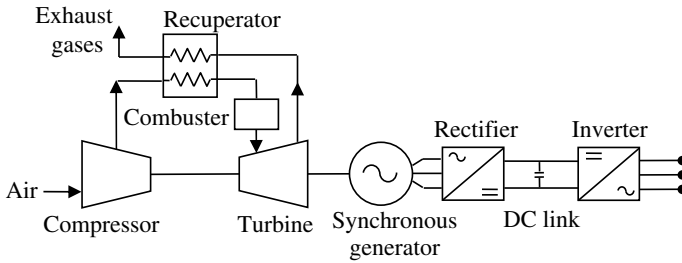 Exhaust
gases
Recuperator
Combuster
Rectifier
Inverter
Air
Compressor
Turbine
Synchronous
generator
DC link